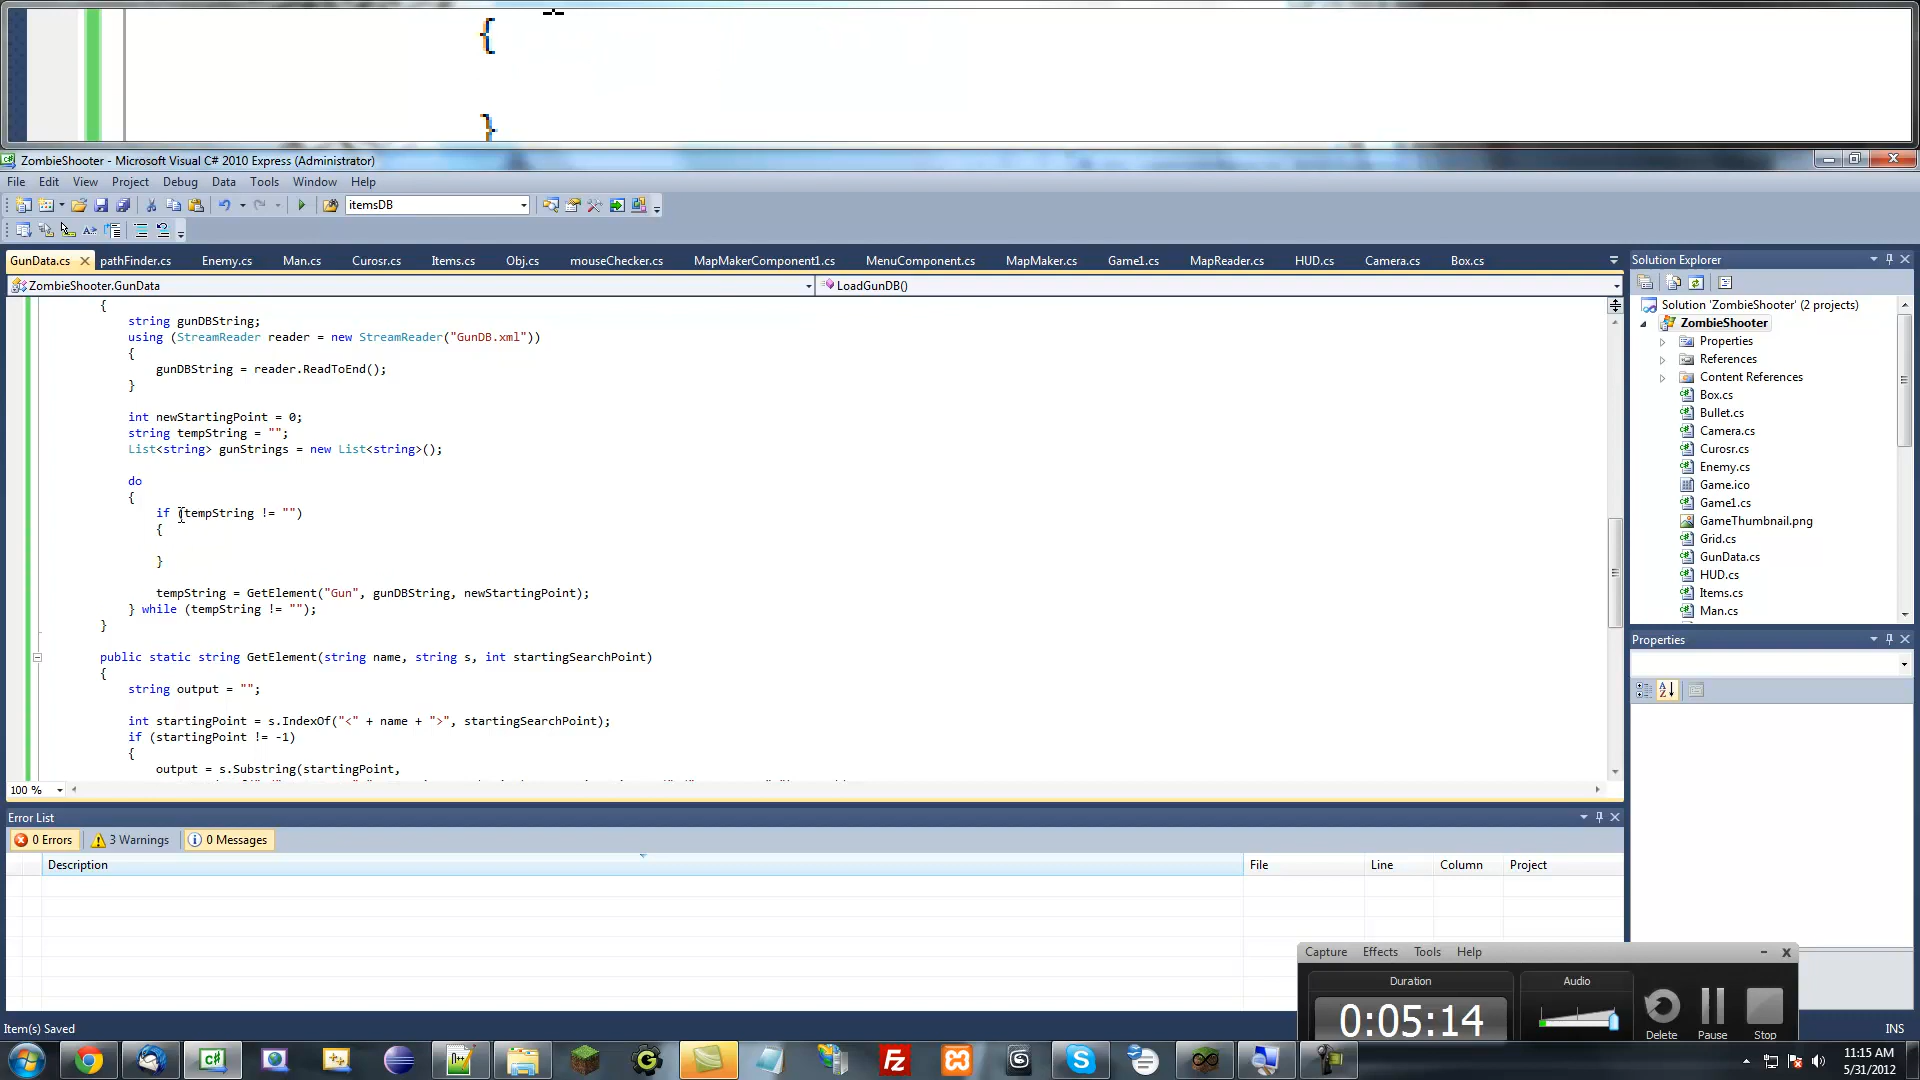 {
}
ZombieShooter - Microsoft Visual C# 2010 Express (Administrator)
File Edit View Project Debug Data Tools Window Help
itemsDB
GunData.cs pathFinder.cs Enemy.cs Man.cs Curosr.cs Items.cs Obj.cs mouseChecker.cs MapMakerComponent1.cs MenuComponent.cs MapMaker.cs Game1.cs MapReader.cs HUD.cs Camera.cs Box.cs
ZombieShooter.GunData LoadGunDB()
{
string gunDBString;
using (StreamReader reader = new StreamReader("GunDB.xml"))
{
gunDBString = reader.ReadToEnd();
}
int newStartingPoint = 0;
string tempString = "";
List<string> gunStrings = new List<string>();
do
{
if (tempString != "")
{
}
tempString = GetElement("Gun", gunDBString, newStartingPoint);
} while (tempString != "");
}
public static string GetElement(string name, string s, int startingSearchPoint)
{
string output = "";
int startingPoint = s.IndexOf("<" + name + ">", startingSearchPoint);
if (startingPoint != -1)
{
output = s.Substring(startingPoint,
100 %
Solution Explorer
Solution 'ZombieShooter' (2 projects)
ZombieShooter
Properties
References
Content References
Box.cs
Bullet.cs
Camera.cs
Curosr.cs
Enemy.cs
Game.ico
Game1.cs
GameThumbnail.png
Grid.cs
GunData.cs
HUD.cs
Items.cs
Man.cs
Properties
Error List
0 Errors 3 Warnings 0 Messages
Description File Line Column Project
Capture Effects Tools Help
Duration Audio
0:05:14
Delete Pause Stop
Item(s) Saved INS
11:15 AM
5/31/2012